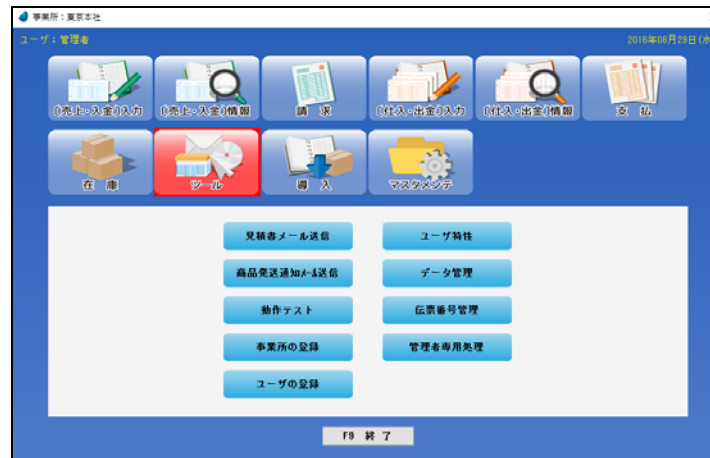 事業所：東京本社
ユーザ：管理者
2016年06月29日(水
(売上・入金)入力
(売上・入金)情報
請 求
(仕入・出金)入力
(仕入・出金)情報
支 払
在 庫
ツール
導 入
マスタメンテ
見積書メール送信
ユーザ特性
商品発送通知メール送信
データ管理
動作テスト
伝票番号管理
事業所の登録
管理者専用処理
ユーザの登録
F9 終 了